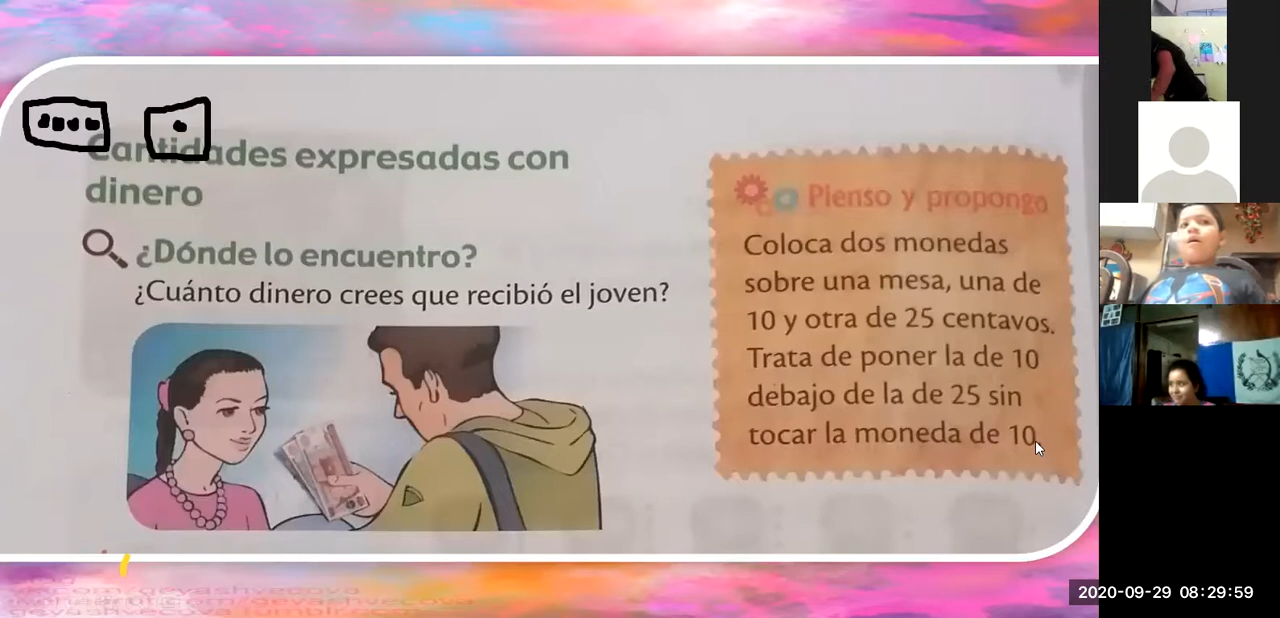 Cantidades expresadas con
dinero
¿Dónde lo encuentro?
¿Cuánto dinero crees que recibió el joven?
Pienso y propongo
Coloca dos monedas
sobre una mesa, una de
10 y otra de 25 centavos.
Trata de poner la de 10
debajo de la de 25 sin
tocar la moneda de 10
2020-09-29 08:29:59